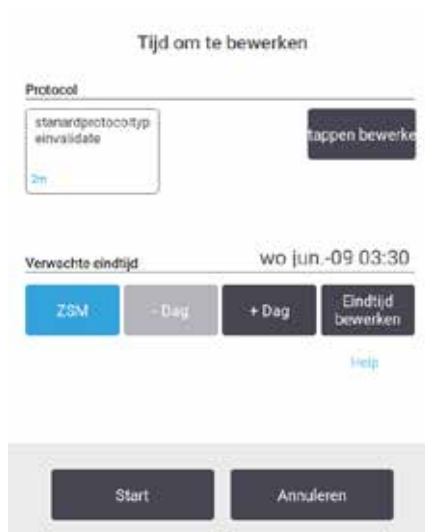 Tijd om te bewerken
Protocol
stanardprotocoltyp
einvalidate
2m
tappen bewerke
Verwachte eindtijd
wo jun.-09 03:30
ZSM
- Dag
+ Dag
Eindtijd
bewerken
Help
Start
Annuleren